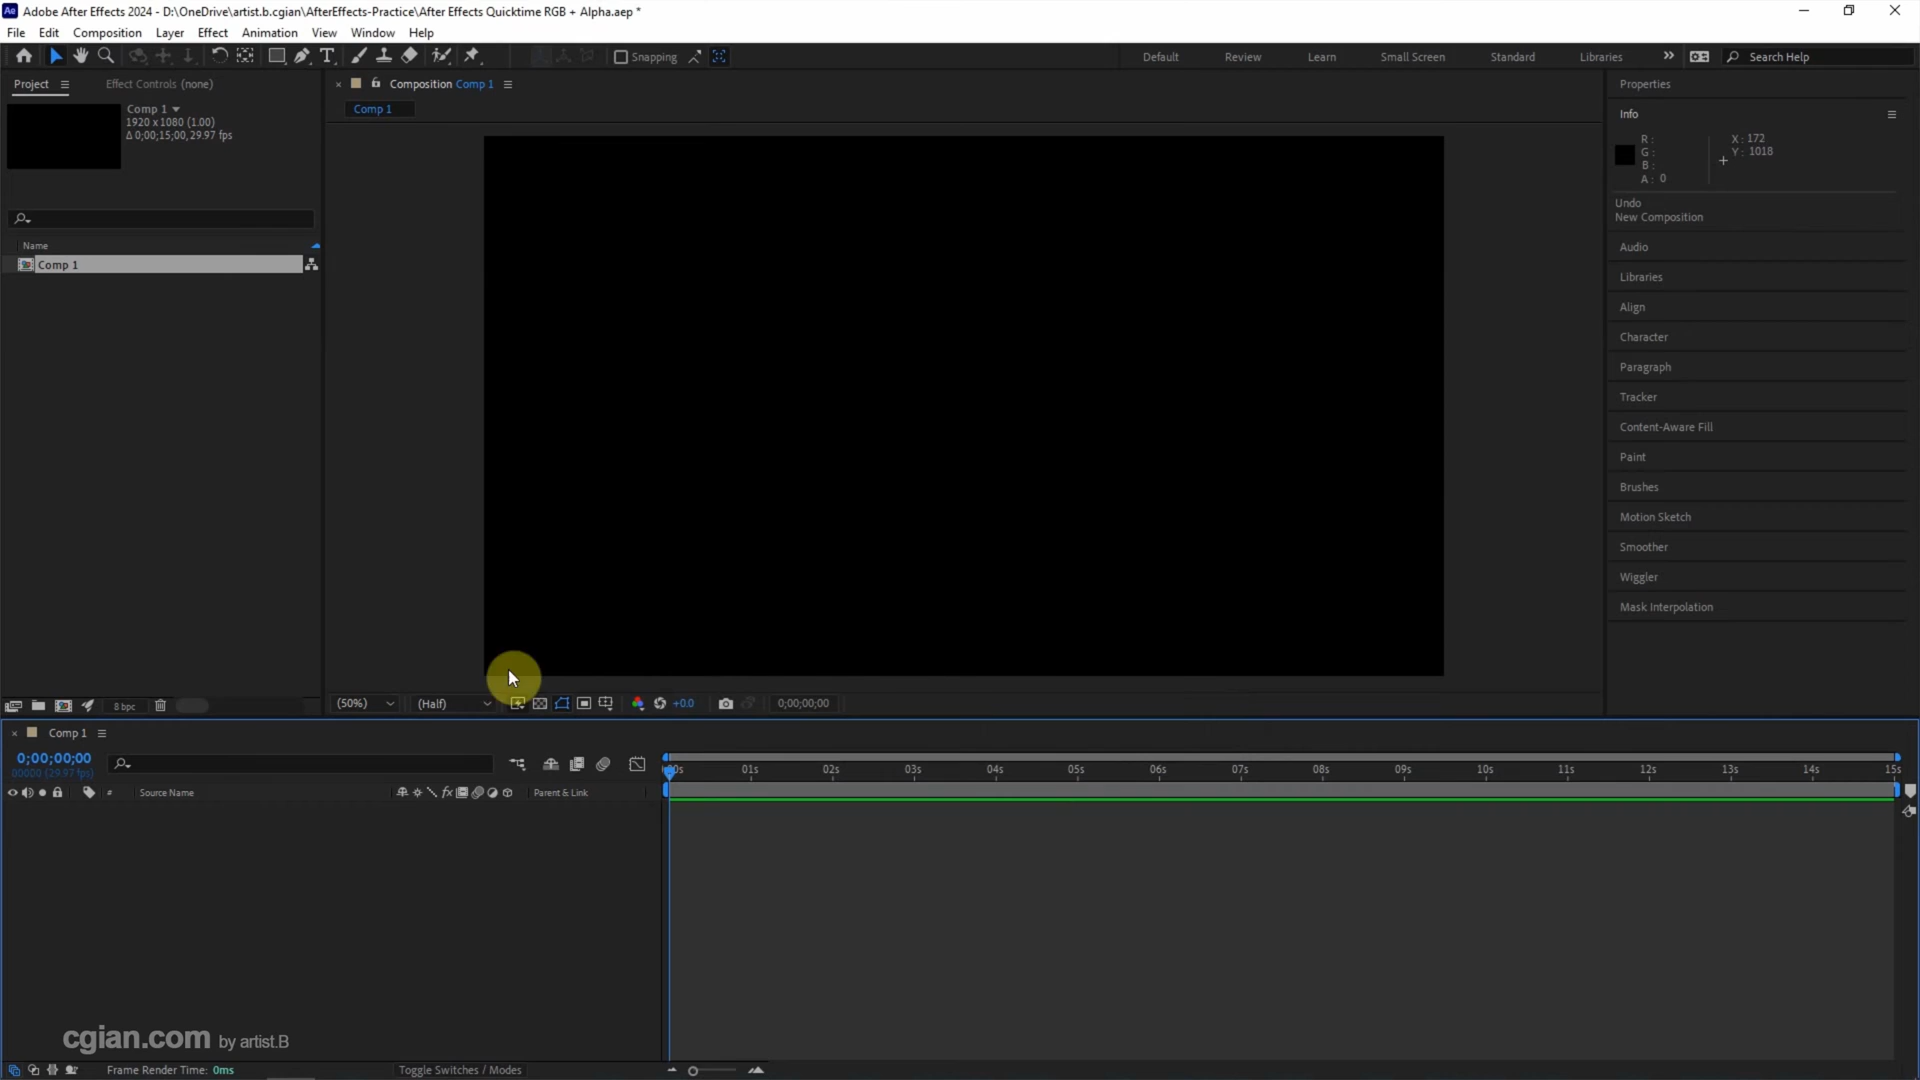 Adobe After Effects 2024 - D:\OneDrive\artist.b.cgian\AfterEffects-Practice\After Effects Quicktime RGB + Alpha.aep *
File Edit Composition Layer Effect Animation View Window Help
Snapping
Default Review Learn Small Screen Standard Libraries
Search Help
Project
Effect Controls (none)
Comp 1
1920 x 1080 (1.00)
Δ 0;00;15;00, 29.97 fps
Name
Comp 1
8 bpc
Composition Comp 1
Comp 1
(50%)
(Half)
+0.0
0;00;00;00
Properties
Info
R :
G :
B :
A : 0
X : 172
Y : 1018
Undo
New Composition
Audio
Libraries
Align
Character
Paragraph
Tracker
Content-Aware Fill
Paint
Brushes
Motion Sketch
Smoother
Wiggler
Mask Interpolation
Comp 1
0;00;00;00
00000 (29.97 fps)
# Source Name
Parent & Link
01s 02s 03s 04s 05s 06s 07s 08s 09s 10s 11s 12s 13s 14s 15s
cgian.com by artist.B
Frame Render Time: 0ms
Toggle Switches / Modes